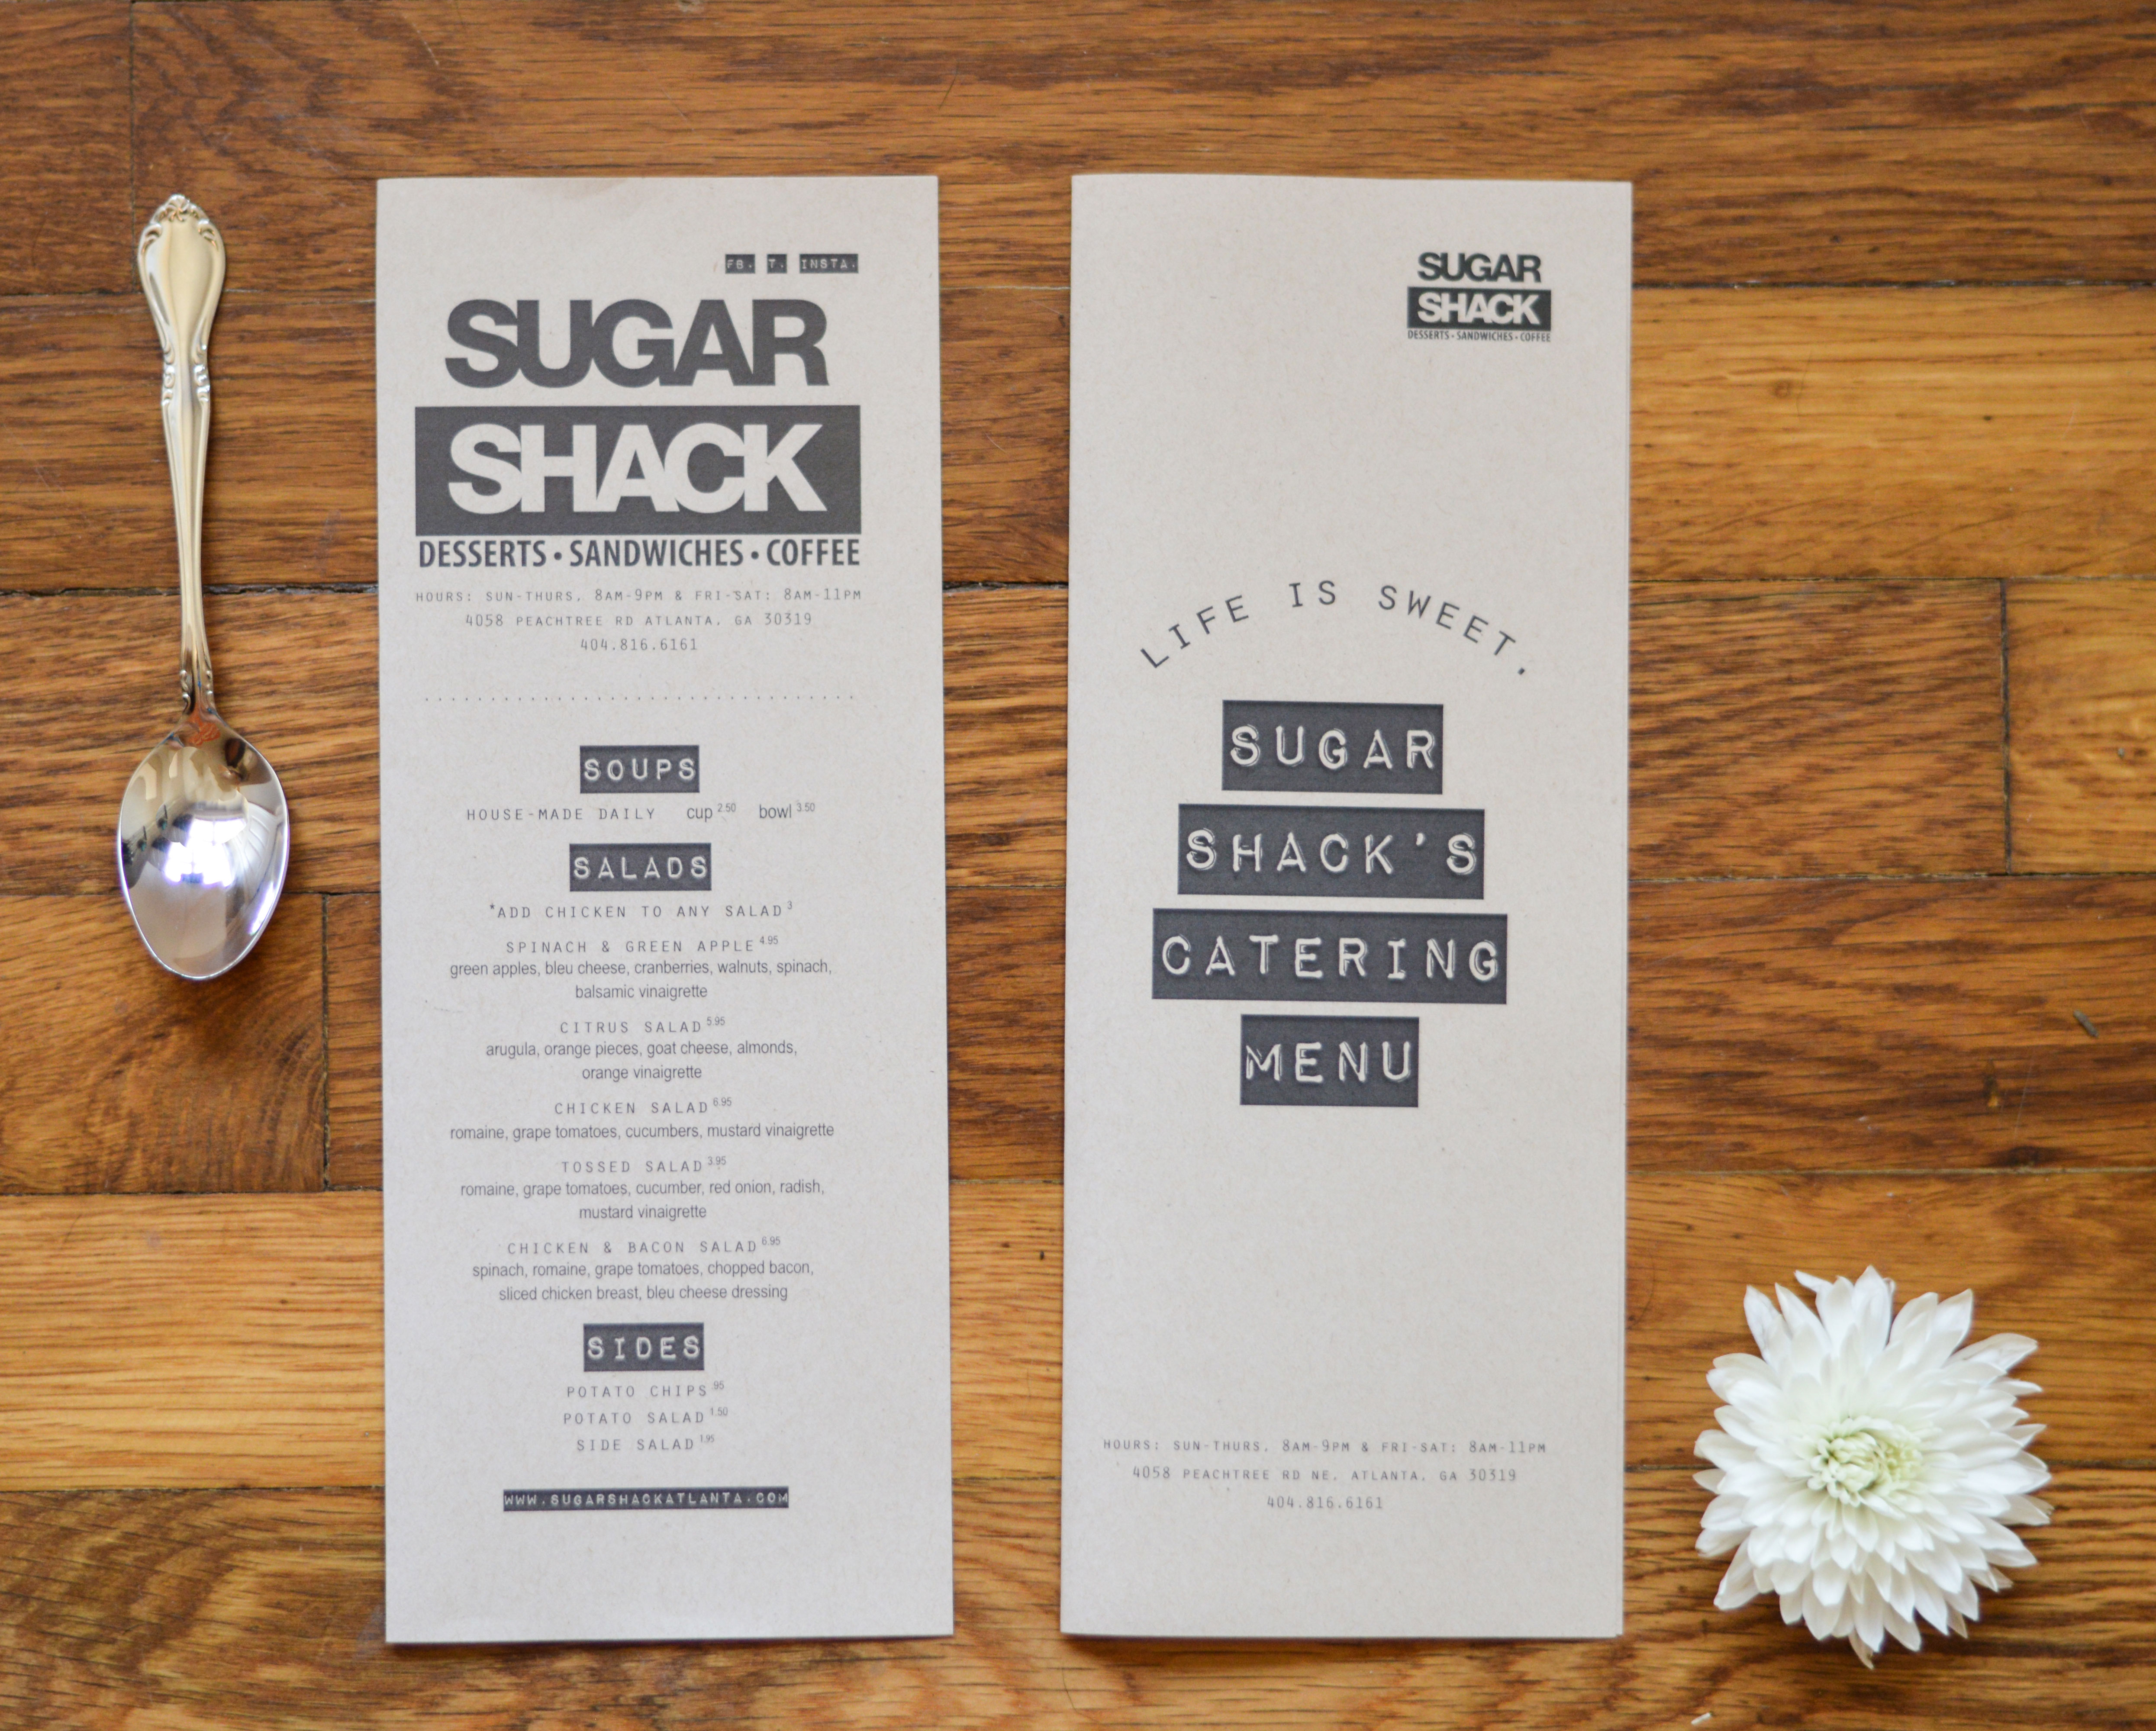 FB. T. INSTA.
SUGAR
SHACK
DESSERTS • SANDWICHES • COFFEE
HOURS: SUN-THURS. 8AM-9PM & FRI-SAT: 8AM-11PM
4058 PEACHTREE RD ATLANTA, GA 30319
404.816.6161
SOUPS
HOUSE-MADE DAILY cup 2.50 bowl 3.50
SALADS
*ADD CHICKEN TO ANY SALAD 3
SPINACH & GREEN APPLE 4.95
green apples, bleu cheese, cranberries, walnuts, spinach,
balsamic vinaigrette
CITRUS SALAD 5.95
arugula, orange pieces, goat cheese, almonds,
orange vinaigrette
CHICKEN SALAD 6.95
romaine, grape tomatoes, cucumbers, mustard vinaigrette
TOSSED SALAD 3.95
romaine, grape tomatoes, cucumber, red onion, radish,
mustard vinaigrette
CHICKEN & BACON SALAD 6.95
spinach, romaine, grape tomatoes, chopped bacon,
sliced chicken breast, bleu cheese dressing
SIDES
POTATO CHIPS .95
POTATO SALAD 1.50
SIDE SALAD 1.95
WWW.SUGARSHACKATLANTA.COM
SUGAR
SHACK
DESSERTS • SANDWICHES • COFFEE
LIFE IS SWEET.
SUGAR
SHACK'S
CATERING
MENU
HOURS: SUN-THURS. 8AM-9PM & FRI-SAT: 8AM-11PM
4058 PEACHTREE RD NE. ATLANTA, GA 30319
404.816.6161